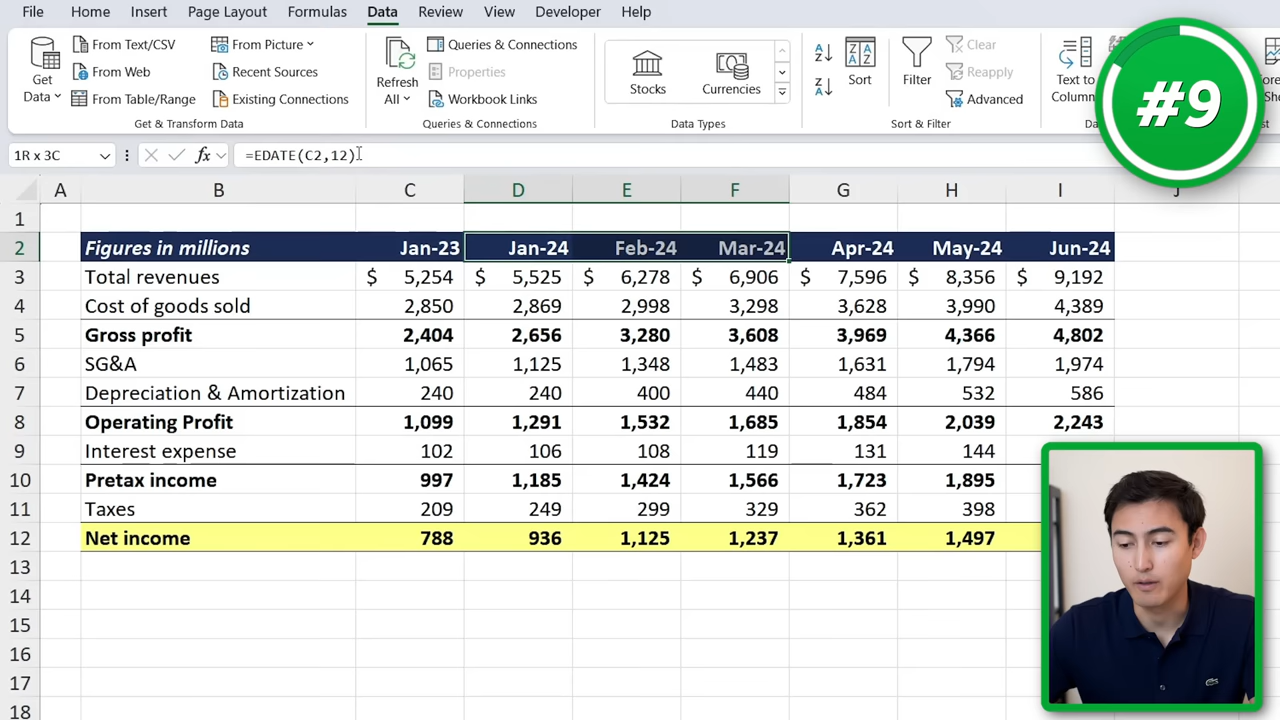 File Home Insert Page Layout Formulas Data Review View Developer Help
Get Data
From Text/CSV
From Web
From Table/Range
From Picture
Recent Sources
Existing Connections
Get & Transform Data
Refresh All
Queries & Connections
Properties
Workbook Links
Queries & Connections
Stocks
Currencies
Data Types
Sort
Filter
Clear
Reapply
Advanced
Sort & Filter
Text to
#9
1R x 3C fx =EDATE(C2,12)
A B C D E F G H I
1
2 Figures in millions Jan-23 Jan-24 Feb-24 Mar-24 Apr-24 May-24 Jun-24
3 Total revenues $ 5,254 $ 5,525 $ 6,278 $ 6,906 $ 7,596 $ 8,356 $ 9,192
4 Cost of goods sold 2,850 2,869 2,998 3,298 3,628 3,990 4,389
5 Gross profit 2,404 2,656 3,280 3,608 3,969 4,366 4,802
6 SG&A 1,065 1,125 1,348 1,483 1,631 1,794 1,974
7 Depreciation & Amortization 240 240 400 440 484 532 586
8 Operating Profit 1,099 1,291 1,532 1,685 1,854 2,039 2,243
9 Interest expense 102 106 108 119 131 144
10 Pretax income 997 1,185 1,424 1,566 1,723 1,895
11 Taxes 209 249 299 329 362 398
12 Net income 788 936 1,125 1,237 1,361 1,497
13
14
15
16
17
18